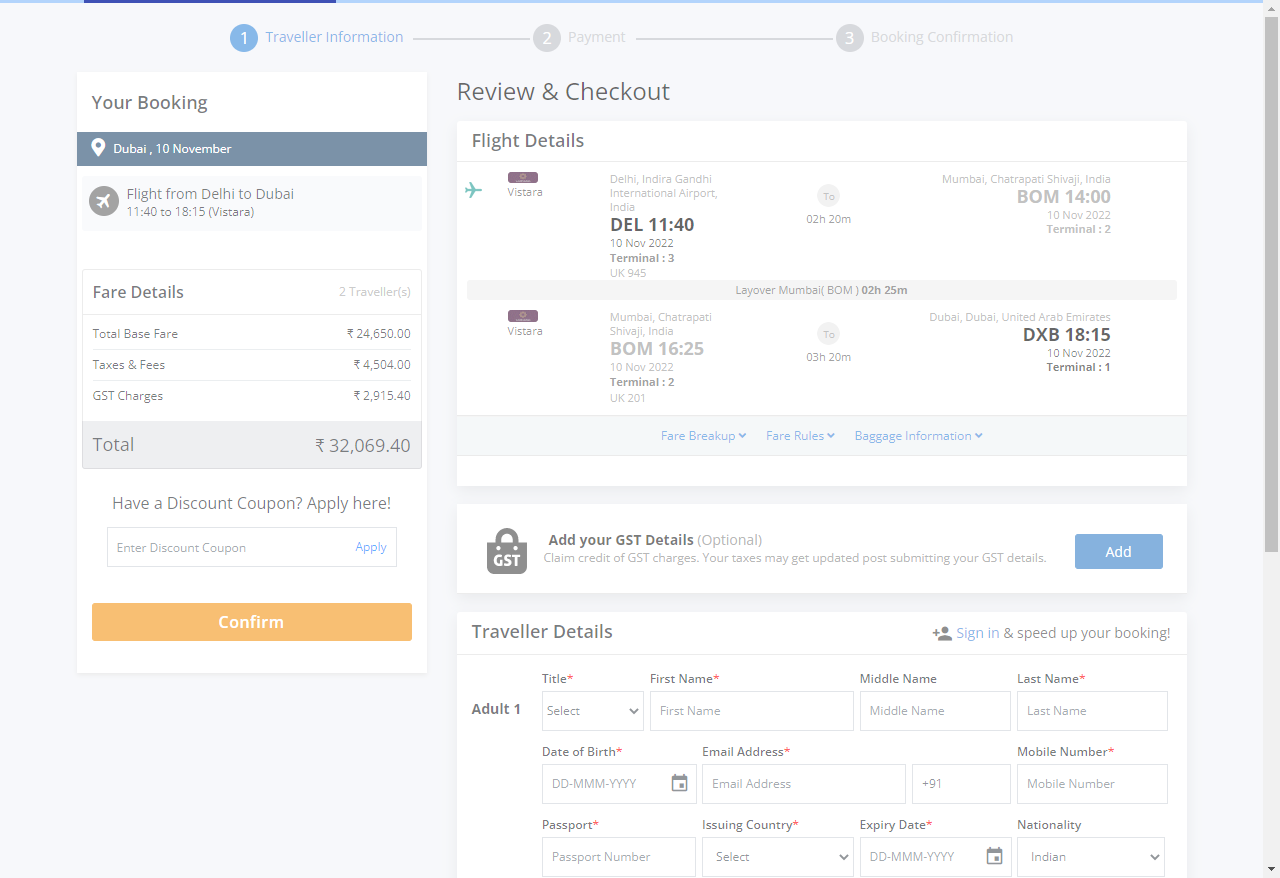 1 Traveller Information 2 Payment 3 Booking Confirmation
Your Booking
Dubai , 10 November
Flight from Delhi to Dubai
11:40 to 18:15 (Vistara)
Fare Details 2 Traveller(s)
Total Base Fare ₹ 24,650.00
Taxes & Fees ₹ 4,504.00
GST Charges ₹ 2,915.40
Total ₹ 32,069.40
Have a Discount Coupon? Apply here!
Enter Discount Coupon Apply
Confirm
Review & Checkout
Flight Details
Vistara
Delhi, Indira Gandhi
International Airport,
India
DEL 11:40
10 Nov 2022
Terminal : 3
UK 945
To
02h 20m
Mumbai, Chatrapati Shivaji, India
BOM 14:00
10 Nov 2022
Terminal : 2
Layover Mumbai( BOM ) 02h 25m
Vistara
Mumbai, Chatrapati
Shivaji, India
BOM 16:25
10 Nov 2022
Terminal : 2
UK 201
To
03h 20m
Dubai, Dubai, United Arab Emirates
DXB 18:15
10 Nov 2022
Terminal : 1
Fare Breakup Fare Rules Baggage Information
GST
Add your GST Details (Optional)
Claim credit of GST charges. Your taxes may get updated post submitting your GST details.
Add
Traveller Details Sign in & speed up your booking!
Title* First Name* Middle Name Last Name*
Adult 1 Select First Name Middle Name Last Name
Date of Birth* Email Address* Mobile Number*
DD-MMM-YYYY Email Address +91 Mobile Number
Passport* Issuing Country* Expiry Date* Nationality
Passport Number Select DD-MMM-YYYY Indian